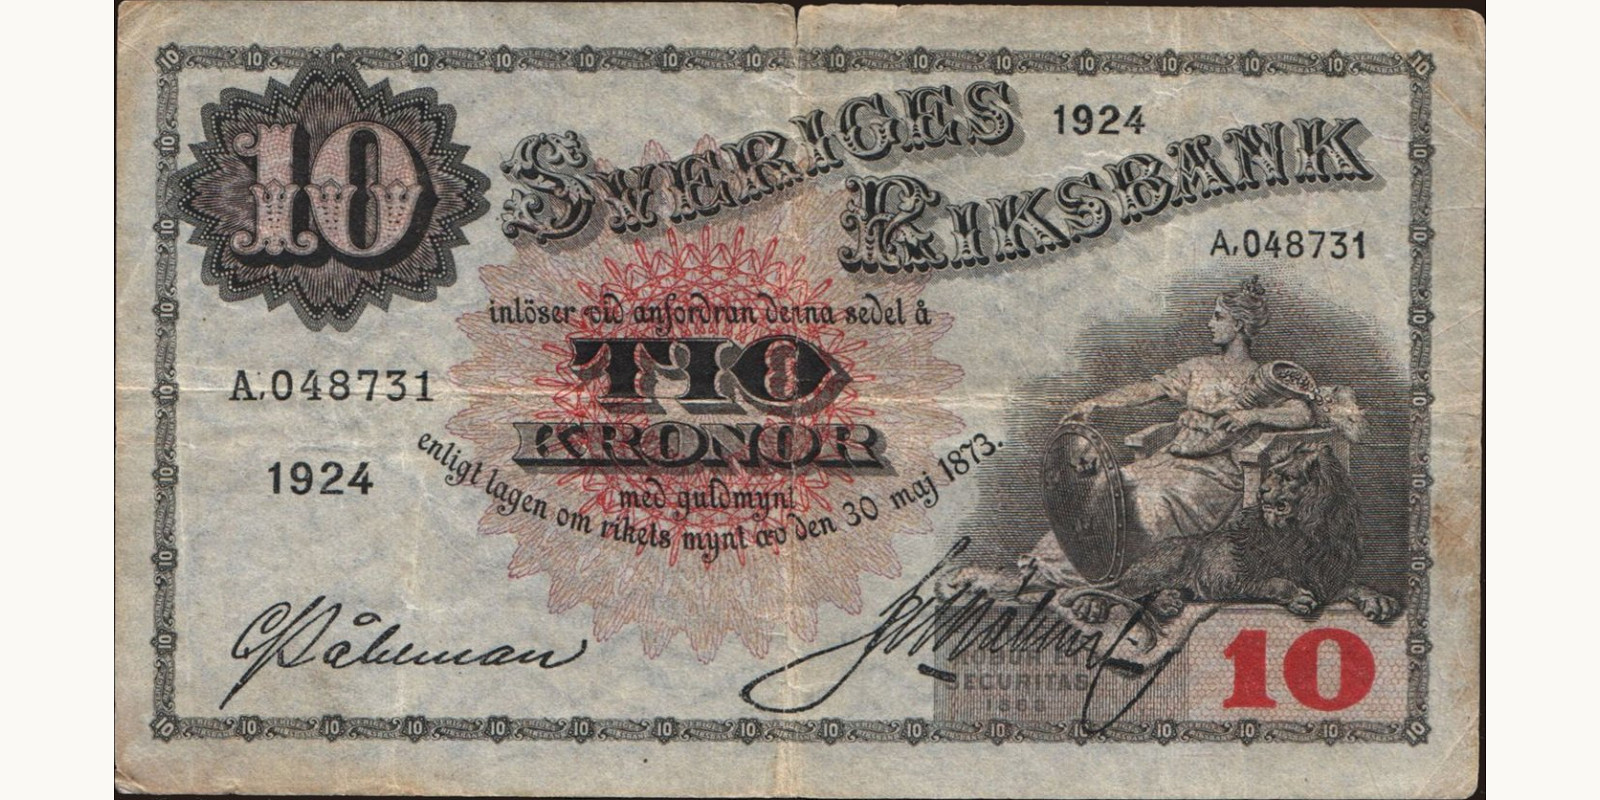 10
SVERIGES
1924
RIKSBANK
A,048731
inlöser vid anfordran denna sedel å
TIO
A,048731
KRONOR
1924
med guldmynt
enligt lagen om rikets mynt av den 30 maj 1873.
SECURITAS
10